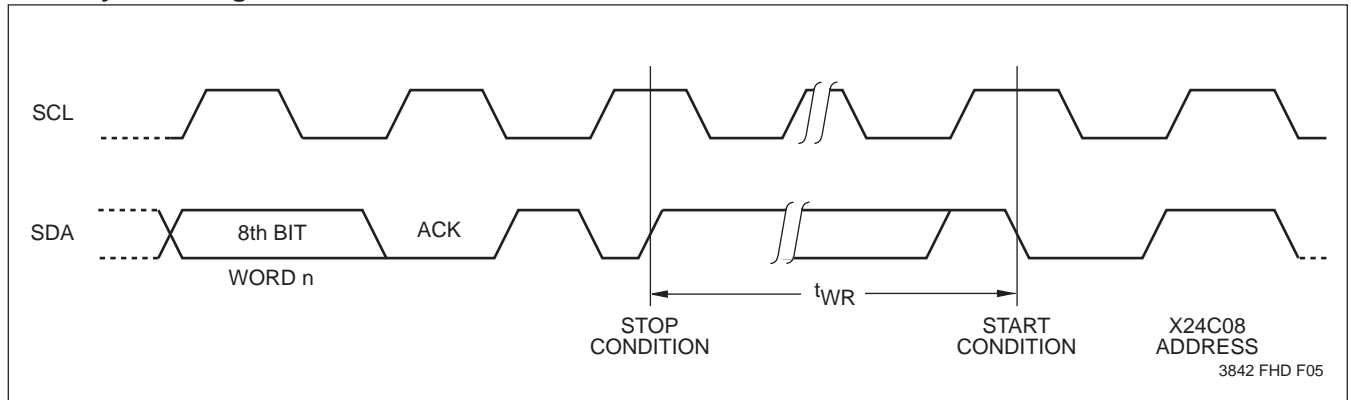 SCL
SDA
8th BIT
ACK
WORD n
tWR
STOP
CONDITION
START
CONDITION
X24C08
ADDRESS
3842 FHD F05